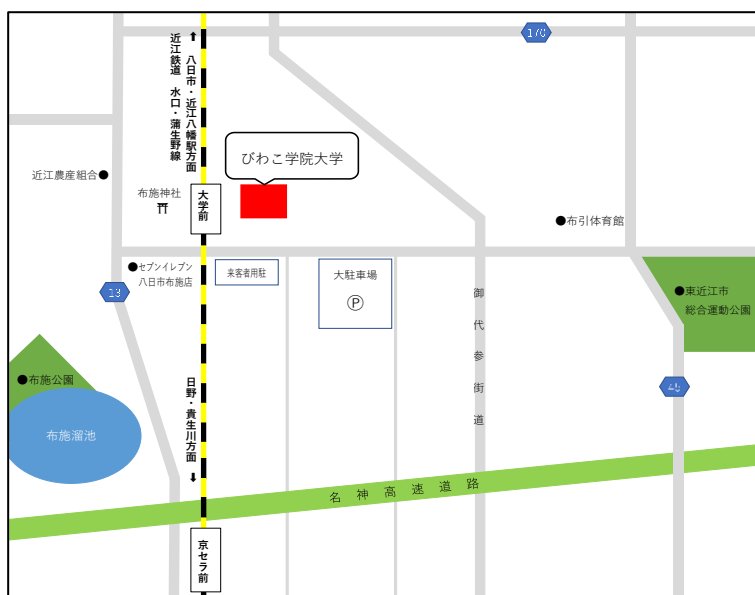 176
近江鉄道 水口・蒲生野線
↑ 八日市・近江八幡駅方面
びわこ学院大学
近江農産組合●
布施神社
大学前
●布引体育館
●セブンイレブン
八日市布施店
来客者用駐
大駐車場
Ⓟ
13
御代参街道
●東近江市
総合運動公園
●布施公園
45
日野・貴生川方面 ↓
布施溜池
名神高速道路
京セラ前